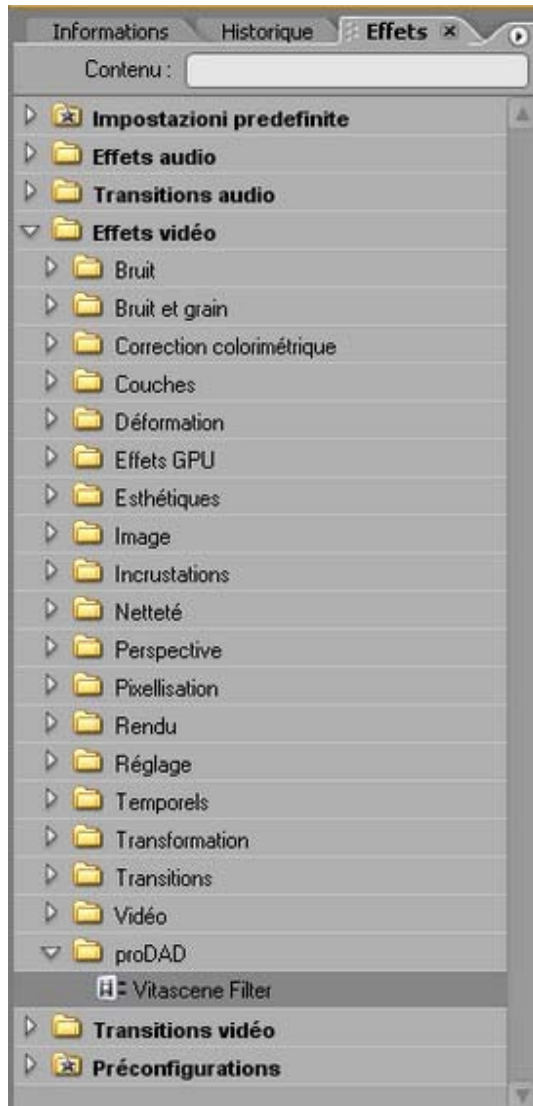 Informations Historique Effets
Contenu :
Impostazioni predefinite
Effets audio
Transitions audio
Effets vidéo
Bruit
Bruit et grain
Correction colorimétrique
Couches
Déformation
Effets GPU
Esthétiques
Image
Incrustations
Netteté
Perspective
Pixellisation
Rendu
Réglage
Temporels
Transformation
Transitions
Vidéo
proDAD
Vitascene Filter
Transitions vidéo
Préconfigurations